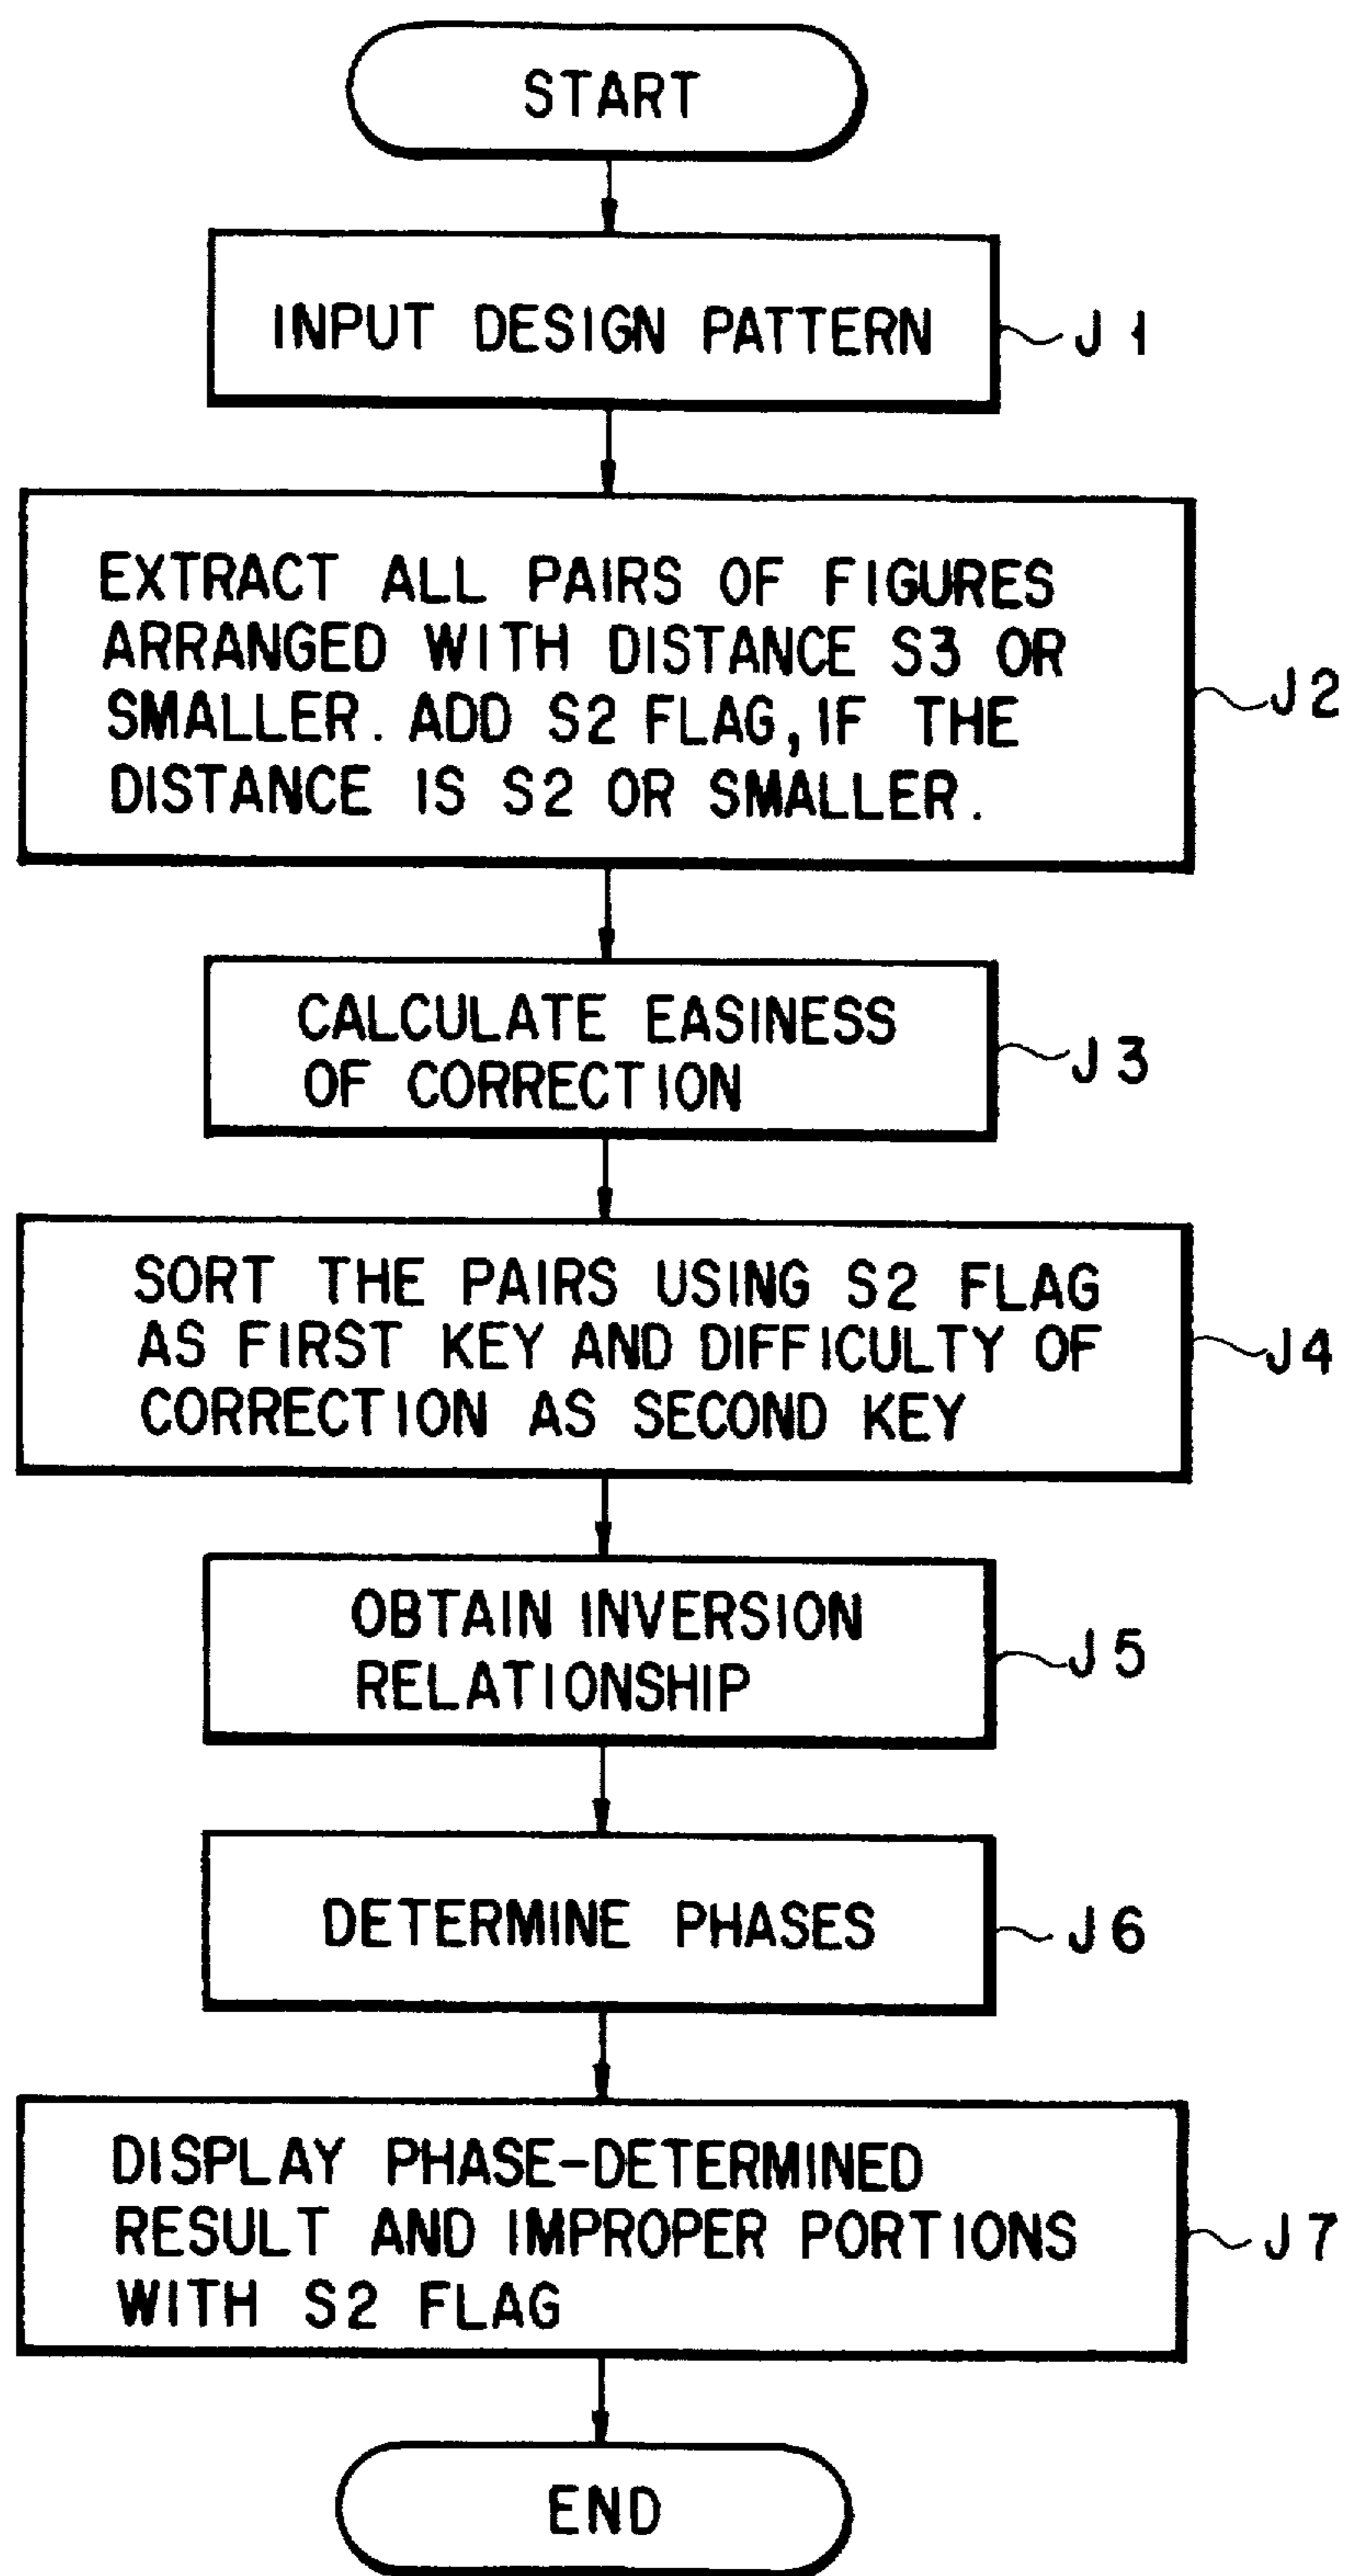 START
INPUT DESIGN PATTERN
J1
EXTRACT ALL PAIRS OF FIGURES
ARRANGED WITH DISTANCE S3 OR
SMALLER. ADD S2 FLAG, IF THE
DISTANCE IS S2 OR SMALLER.
J2
CALCULATE EASINESS
OF CORRECTION
J3
SORT THE PAIRS USING S2 FLAG
AS FIRST KEY AND DIFFICULTY OF
CORRECTION AS SECOND KEY
J4
OBTAIN INVERSION
RELATIONSHIP
J5
DETERMINE PHASES
J6
DISPLAY PHASE-DETERMINED
RESULT AND IMPROPER PORTIONS
WITH S2 FLAG
J7
END